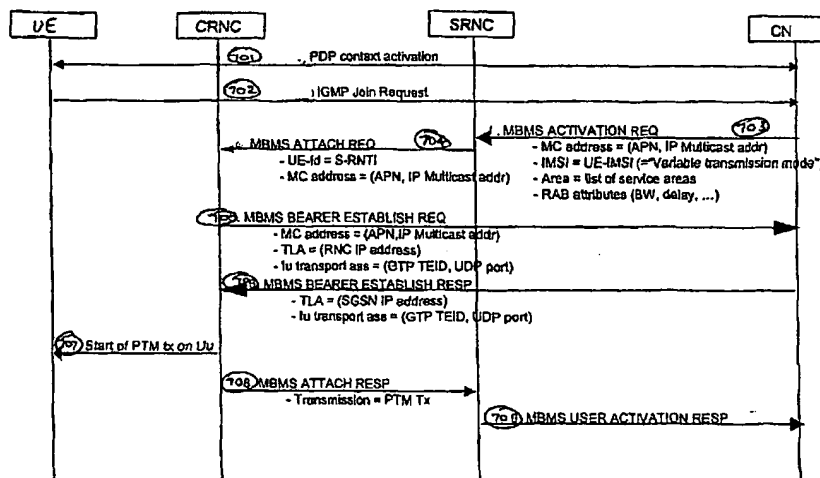 UE CRNC SRNC CN
701 ., PDP context activation
702 ) IGMP Join Request
703
. MBMS ACTIVATION REQ
- MC address = (APN, IP Multicast addr)
- IMSI = UE-IMSI (="Variable transmission mode")
- Area = list of service areas
- RAB attributes (BW, delay, ...)
704
MBMS ATTACH REQ
- UE-Id = S-RNTI
- MC address = (APN, IP Multicast addr)
MBMS BEARER ESTABLISH REQ
- MC address = (APN,IP Multicast addr)
- TLA = (RNC IP address)
- Iu transport ass = (GTP TEID, UDP port)
MBMS BEARER ESTABLISH RESP
- TLA = (SGSN IP address)
- Iu transport ass = (GTP TEID, UDP port)
707 Start of PTM tx on Uu
708 MBMS ATTACH RESP
- Transmission = PTM Tx
MBMS USER ACTIVATION RESP